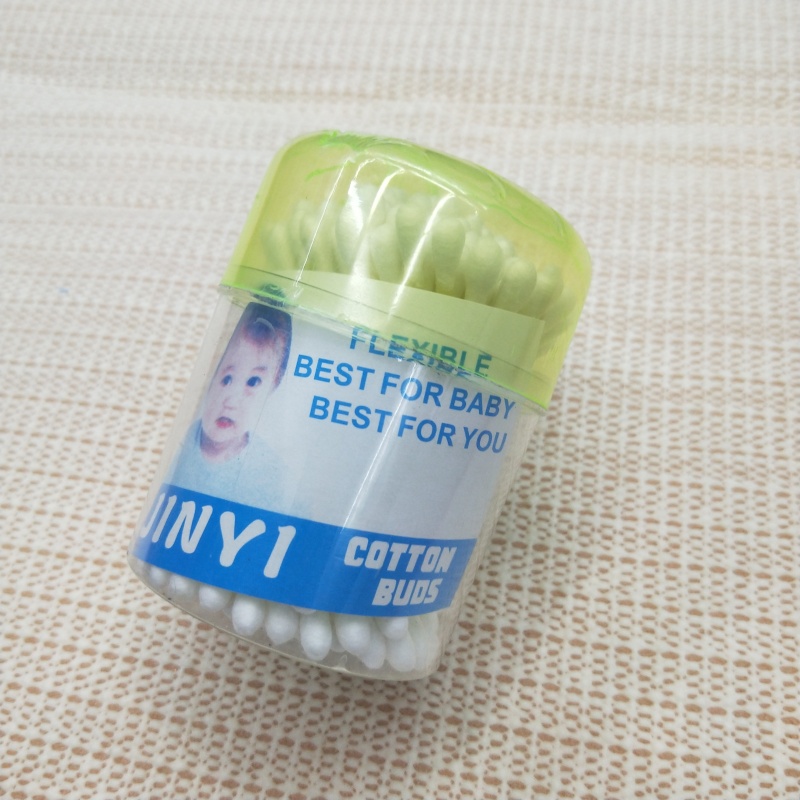 FLEXIBLE
BEST FOR BABY
BEST FOR YOU
JINYI
COTTON
BUDS